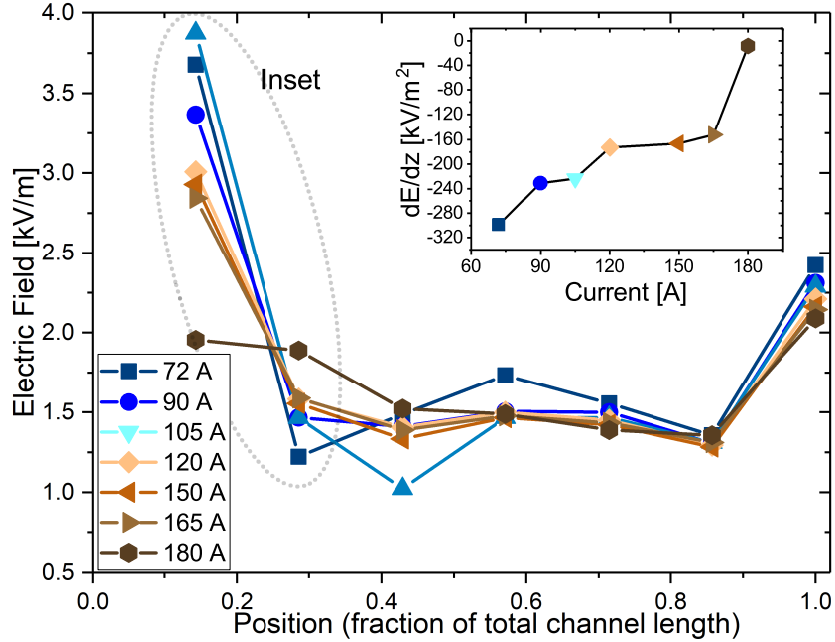 4.0
3.5
3.0
2.5
2.0
1.5
1.0
0.5
Electric Field [kV/m]
0.0
0.2
0.4
0.6
0.8
1.0
Position (fraction of total channel length)
Inset
72 A
90 A
105 A
120 A
150 A
165 A
180 A
0
-40
-80
-120
-160
-200
-240
-280
-320
dE/dz [kV/m²]
60
90
120
150
180
Current [A]